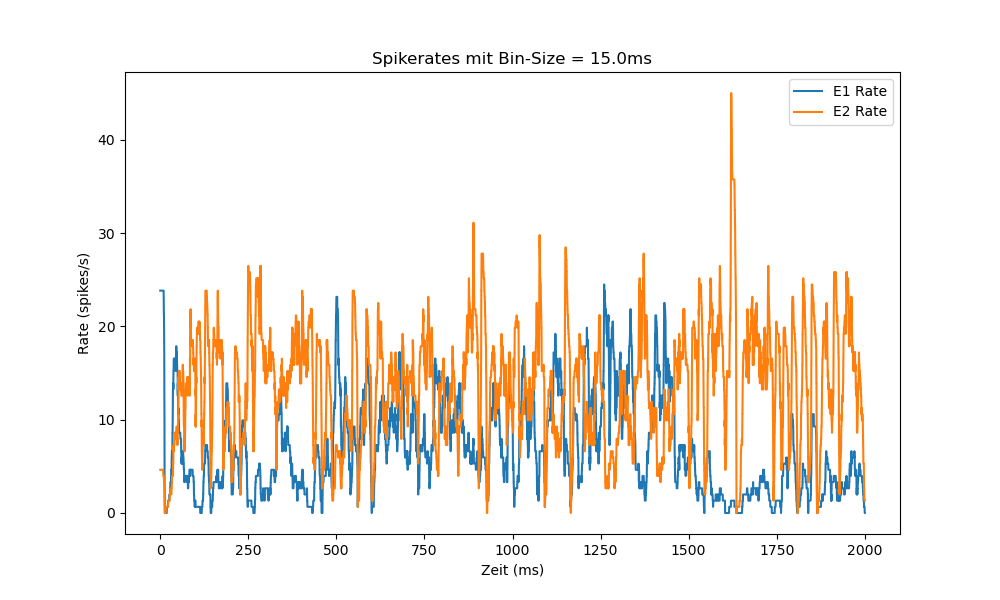 Spikerates mit Bin-Size = 15.0ms
E1 Rate
E2 Rate
Rate (spikes/s)
40
30
20
10
0
0 250 500 750 1000 1250 1500 1750 2000
Zeit (ms)